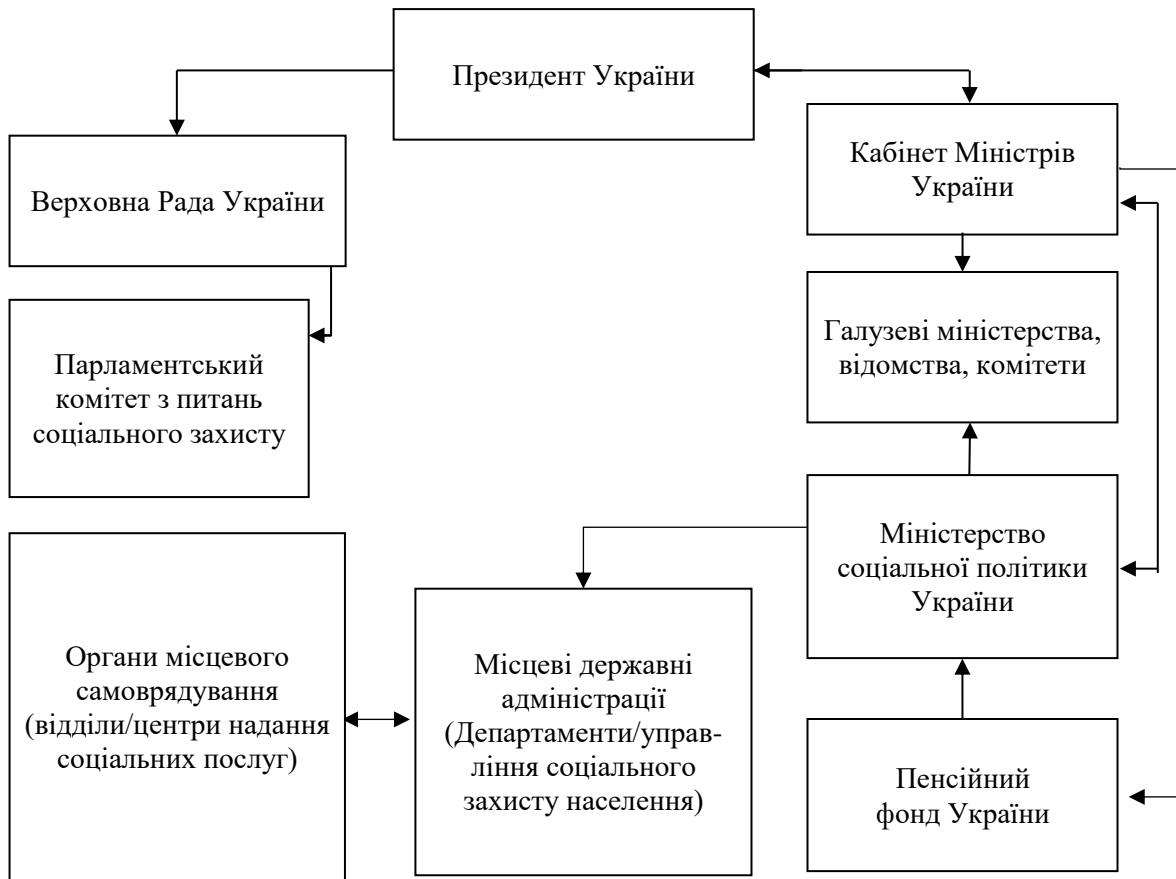 Президент України
Верховна Рада України
Кабінет Міністрів
України
Парламентський
комітет з питань
соціального захисту
Галузеві міністерства,
відомства, комітети
Міністерство
соціальної політики
України
Органи місцевого
самоврядування
(відділи/центри надання
соціальних послуг)
Місцеві державні
адміністрації
(Департаменти/управ-
ління соціального
захисту населення)
Пенсійний
фонд України